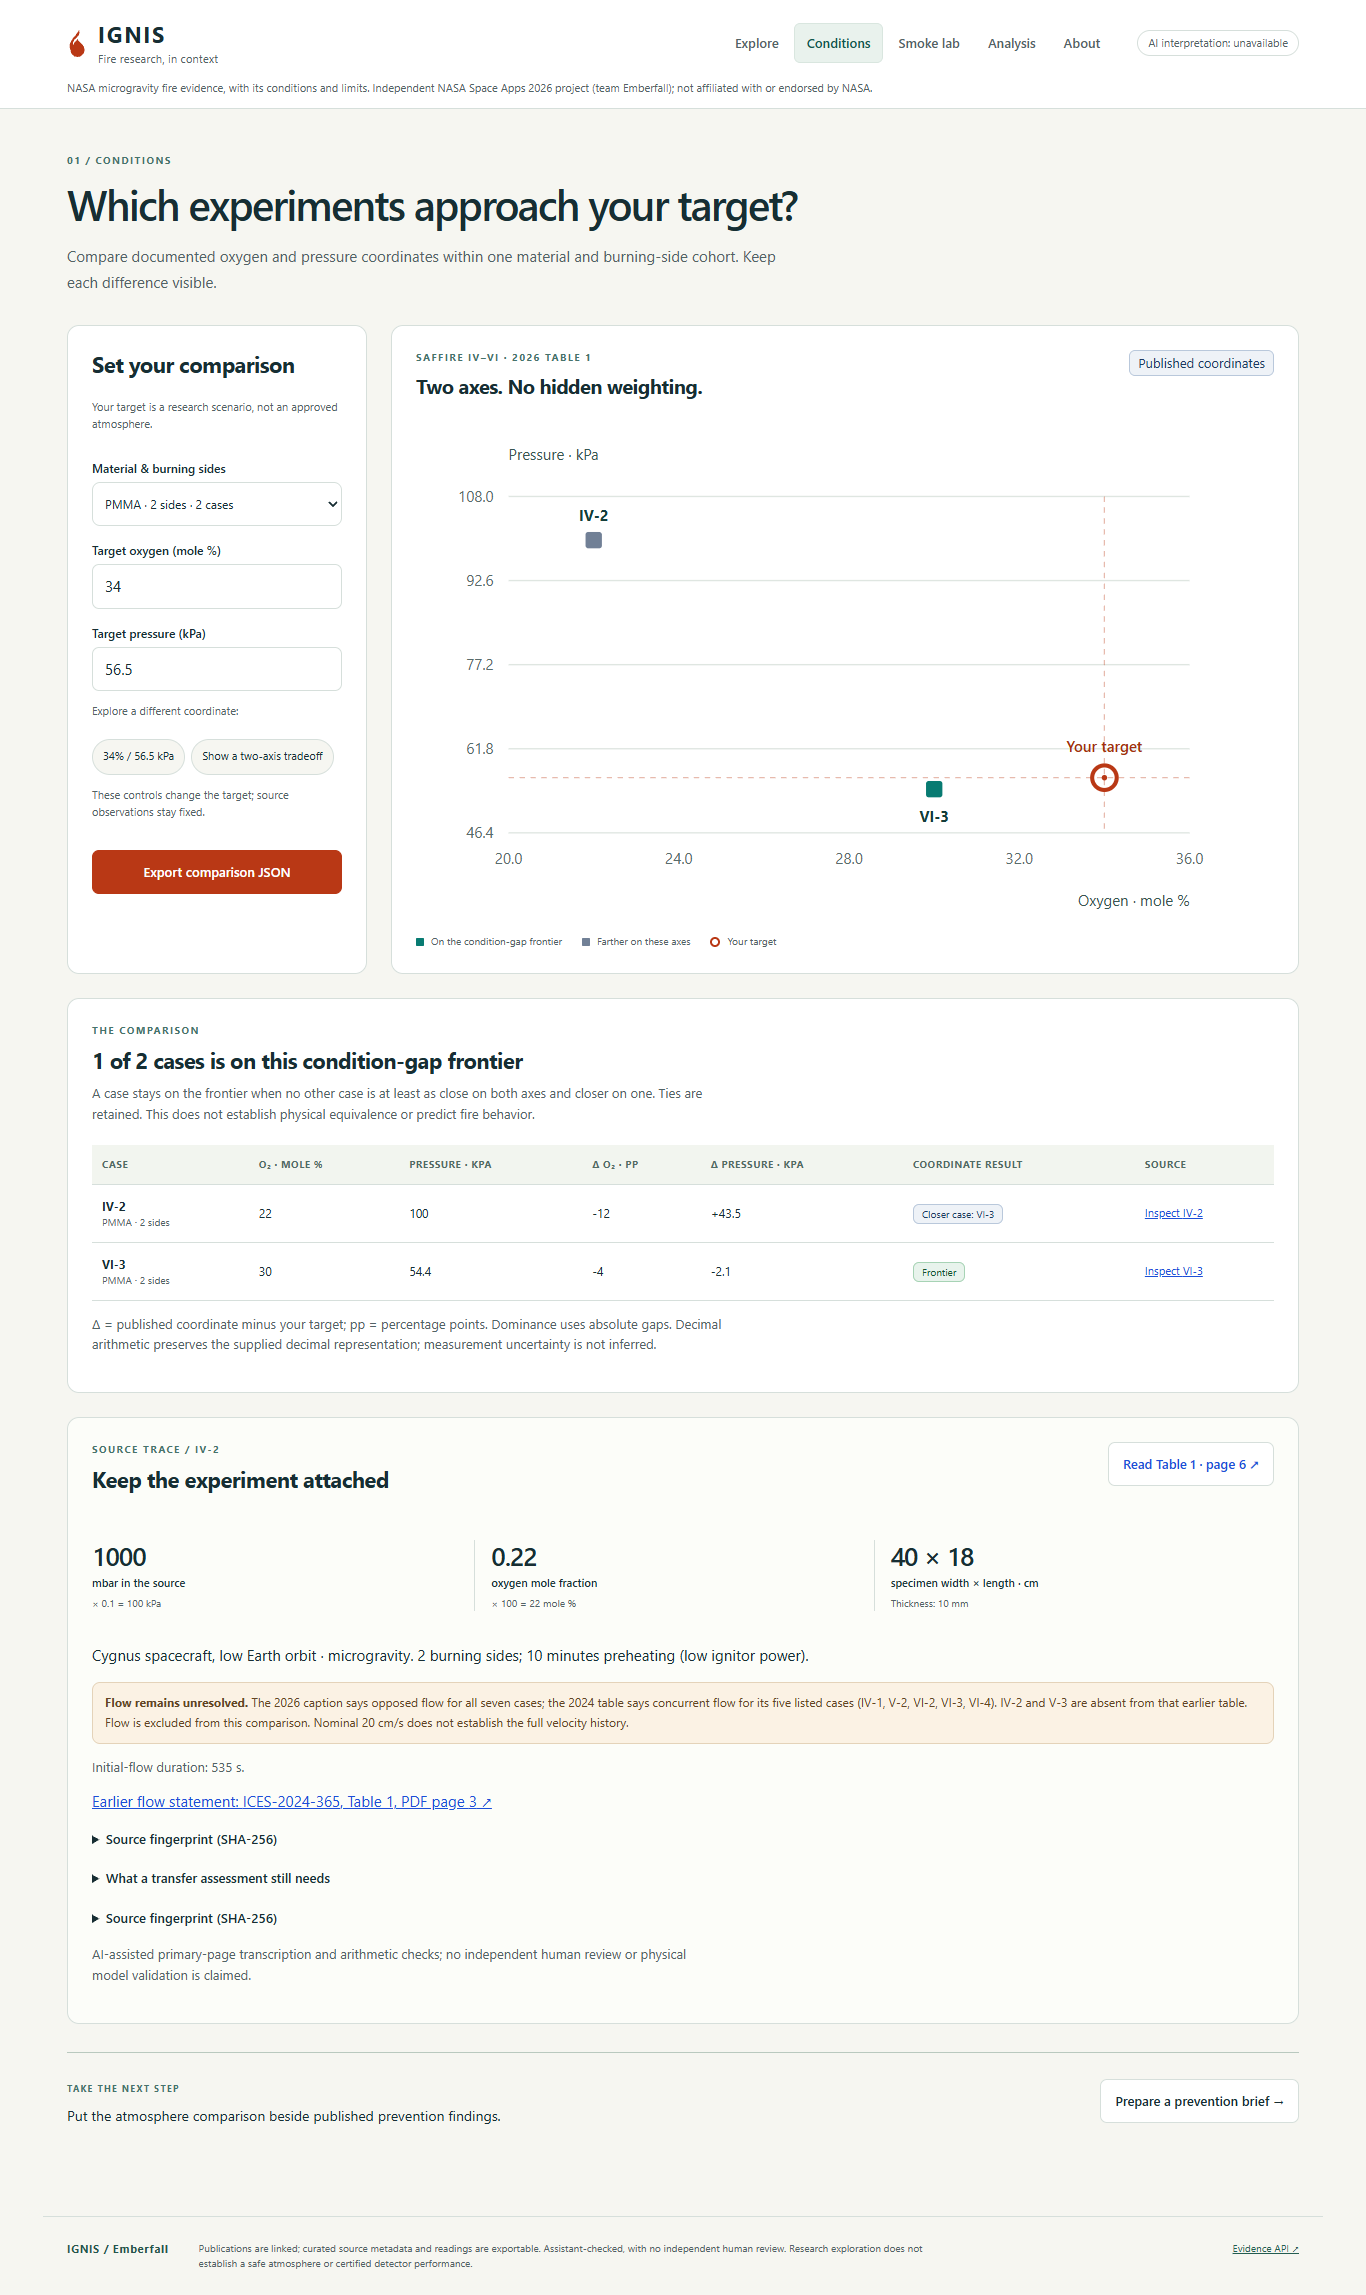 IGNIS
Fire research, in context
Explore
Conditions
Smoke lab
Analysis
About
AI interpretation: unavailable
NASA microgravity fire evidence, with its conditions and limits. Independent NASA Space Apps 2026 project (team Emberfall); not affiliated with or endorsed by NASA.
01 / CONDITIONS
Which experiments approach your target?
Compare documented oxygen and pressure coordinates within one material and burning-side cohort. Keep
each difference visible.
Set your comparison
Your target is a research scenario, not an approved
atmosphere.
Material & burning sides
PMMA · 2 sides · 2 cases
Target oxygen (mole %)
34
Target pressure (kPa)
56.5
Explore a different coordinate:
34% / 56.5 kPa
Show a two-axis tradeoff
These controls change the target; source
observations stay fixed.
Export comparison JSON
SAFFIRE IV–VI · 2026 TABLE 1
Two axes. No hidden weighting.
Published coordinates
Pressure · kPa
108.0
IV-2
92.6
77.2
61.8
Your target
VI-3
46.4
20.0
24.0
28.0
32.0
36.0
Oxygen · mole %
On the condition-gap frontier
Farther on these axes
Your target
THE COMPARISON
1 of 2 cases is on this condition-gap frontier
A case stays on the frontier when no other case is at least as close on both axes and closer on one. Ties are
retained. This does not establish physical equivalence or predict fire behavior.
CASE
O₂ · MOLE %
PRESSURE · KPA
Δ O₂ · PP
Δ PRESSURE · KPA
COORDINATE RESULT
SOURCE
IV-2
PMMA · 2 sides
22
100
-12
+43.5
Closer case: VI-3
Inspect IV-2
VI-3
PMMA · 2 sides
30
54.4
-4
-2.1
Frontier
Inspect VI-3
Δ = published coordinate minus your target; pp = percentage points. Dominance uses absolute gaps. Decimal
arithmetic preserves the supplied decimal representation; measurement uncertainty is not inferred.
SOURCE TRACE / IV-2
Keep the experiment attached
Read Table 1 · page 6 ↗
1000
mbar in the source
× 0.1 = 100 kPa
0.22
oxygen mole fraction
× 100 = 22 mole %
40 × 18
specimen width × length · cm
Thickness: 10 mm
Cygnus spacecraft, low Earth orbit · microgravity. 2 burning sides; 10 minutes preheating (low ignitor power).
Flow remains unresolved. The 2026 caption says opposed flow for all seven cases; the 2024 table says concurrent flow for its five listed cases (IV-1, V-2, VI-2, VI-3, VI-4). IV-2 and V-3 are absent from that earlier table.
Flow is excluded from this comparison. Nominal 20 cm/s does not establish the full velocity history.
Initial-flow duration: 535 s.
Earlier flow statement: ICES-2024-365, Table 1, PDF page 3 ↗
▶ Source fingerprint (SHA-256)
▶ What a transfer assessment still needs
▶ Source fingerprint (SHA-256)
AI-assisted primary-page transcription and arithmetic checks; no independent human review or physical
model validation is claimed.
TAKE THE NEXT STEP
Put the atmosphere comparison beside published prevention findings.
Prepare a prevention brief →
IGNIS / Emberfall
Publications are linked; curated source metadata and readings are exportable. Assistant-checked, with no independent human review. Research exploration does not
establish a safe atmosphere or certified detector performance.
Evidence API ↗